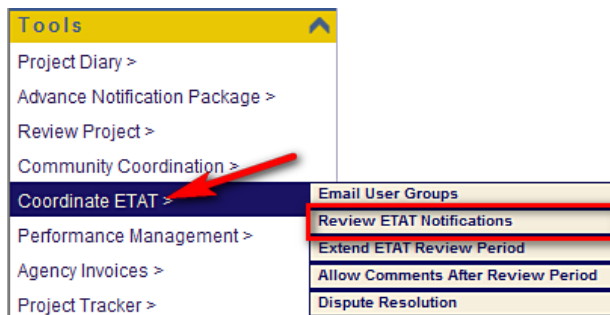 Tools
Project Diary >
Advance Notification Package >
Review Project >
Community Coordination >
Coordinate ETAT >
Email User Groups
Review ETAT Notifications
Extend ETAT Review Period
Allow Comments After Review Period
Dispute Resolution
Performance Management >
Agency Invoices >
Project Tracker >